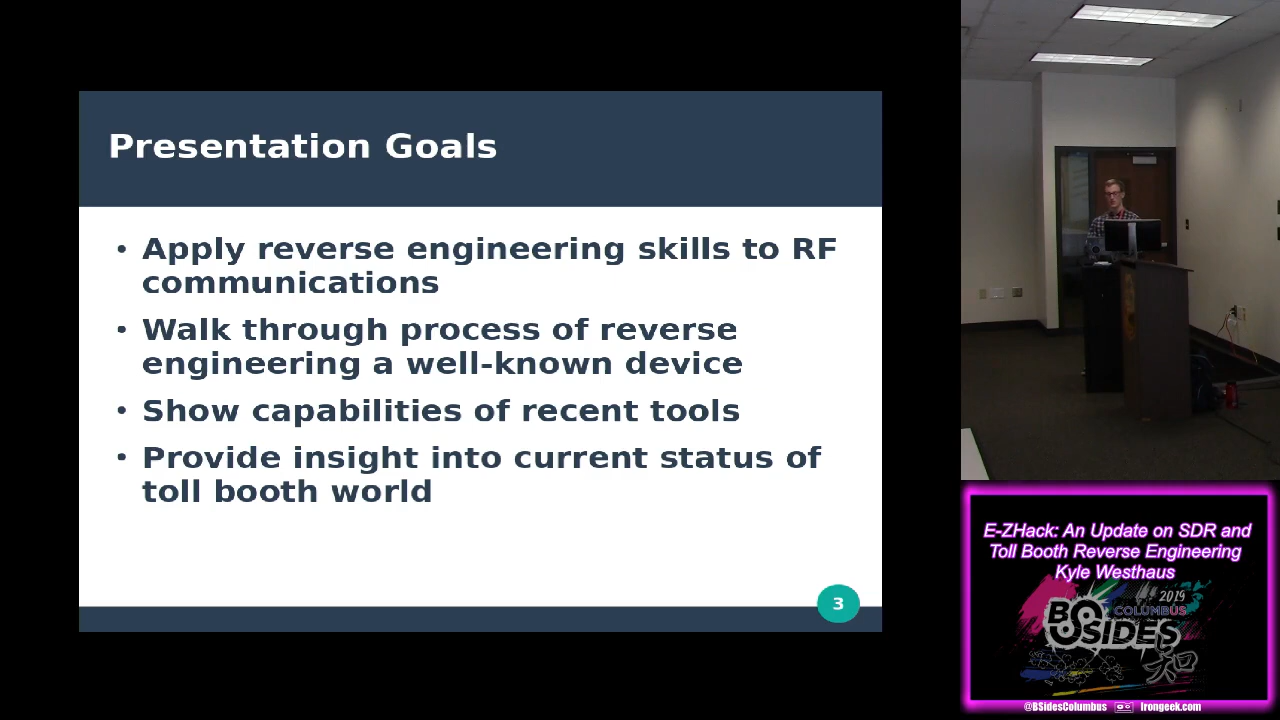 Presentation Goals
• Apply reverse engineering skills to RF
communications
• Walk through process of reverse
engineering a well-known device
• Show capabilities of recent tools
• Provide insight into current status of
toll booth world
3
E-ZHack: An Update on SDR and
Toll Booth Reverse Engineering
Kyle Westhaus
2019
COLUMBUS
BSIDES
知
@BSidesColumbus Irongeek.com